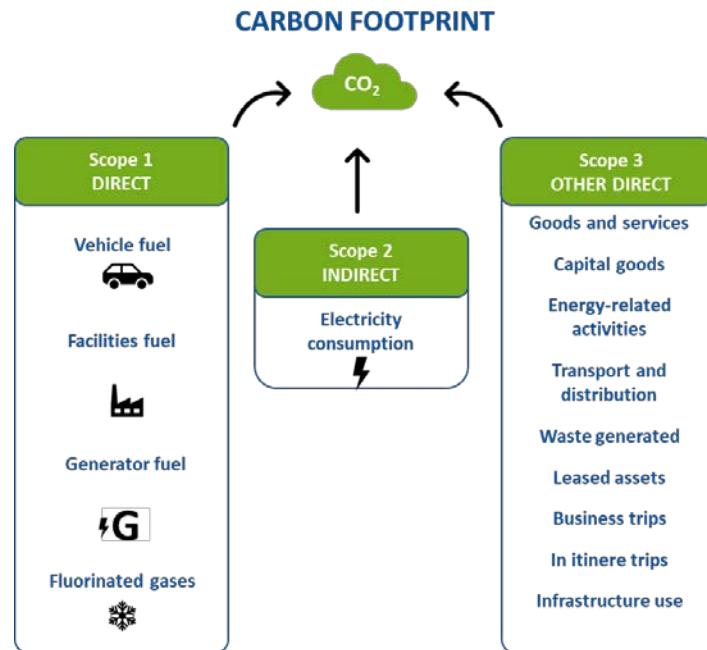 CARBON FOOTPRINT
CO₂
Scope 1
DIRECT
Vehicle fuel
Facilities fuel
Generator fuel
G
Fluorinated gases
Scope 2
INDIRECT
Electricity
consumption
Scope 3
OTHER DIRECT
Goods and services
Capital goods
Energy-related
activities
Transport and
distribution
Waste generated
Leased assets
Business trips
In itinere trips
Infrastructure use